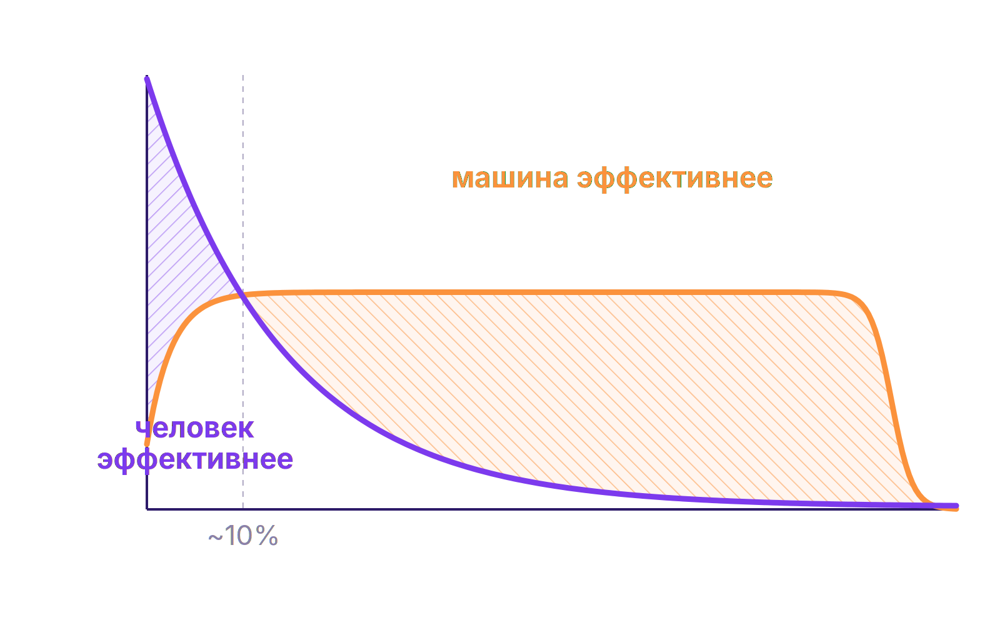 машина эффективнее
человек
эффективнее
~10%